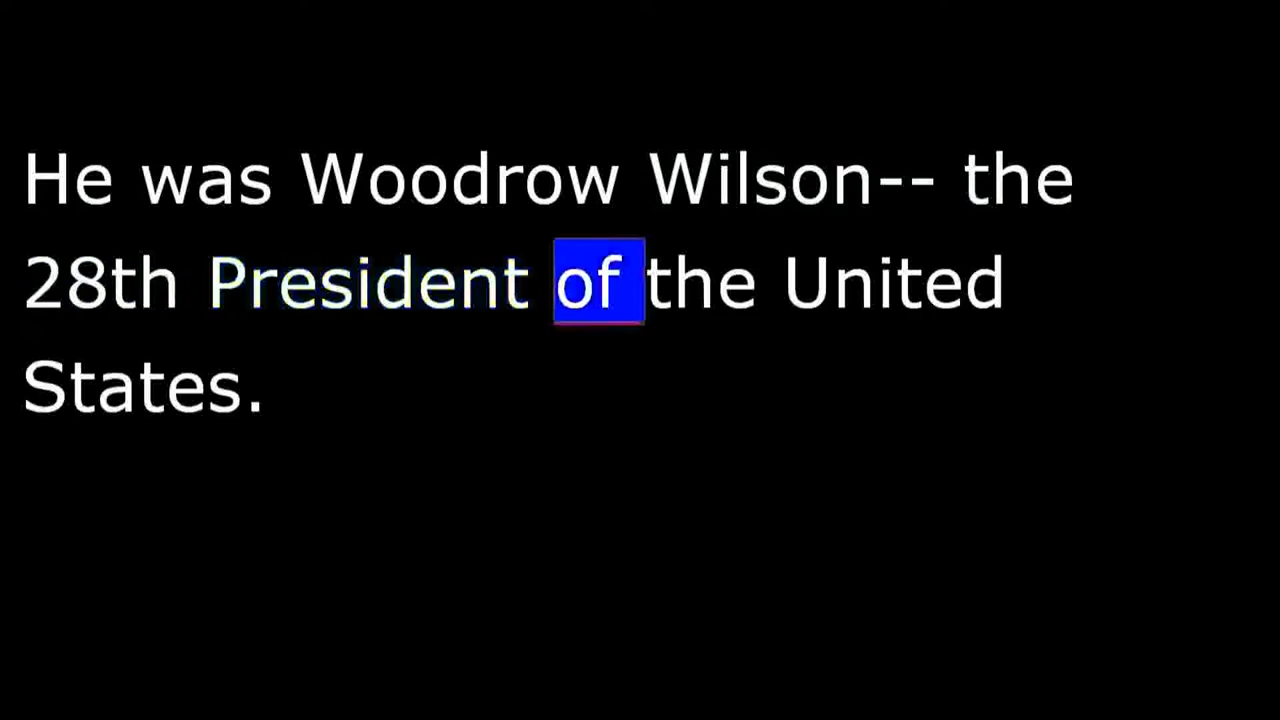 He was Woodrow Wilson-- the
28th President of the United
States.